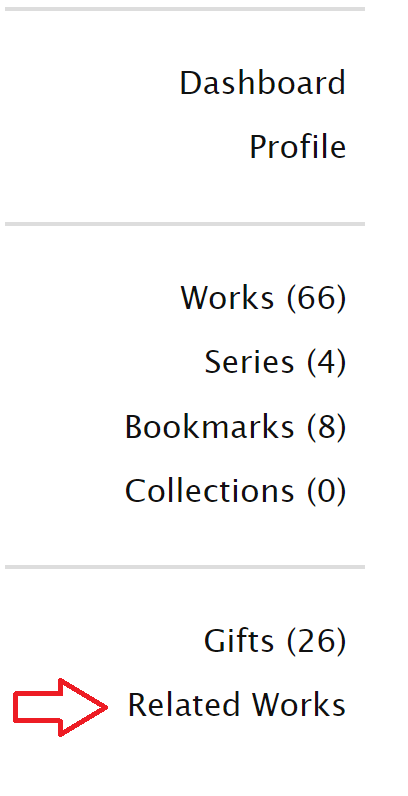 Dashboard
Profile
Works (66)
Series (4)
Bookmarks (8)
Collections (0)
Gifts (26)
Related Works